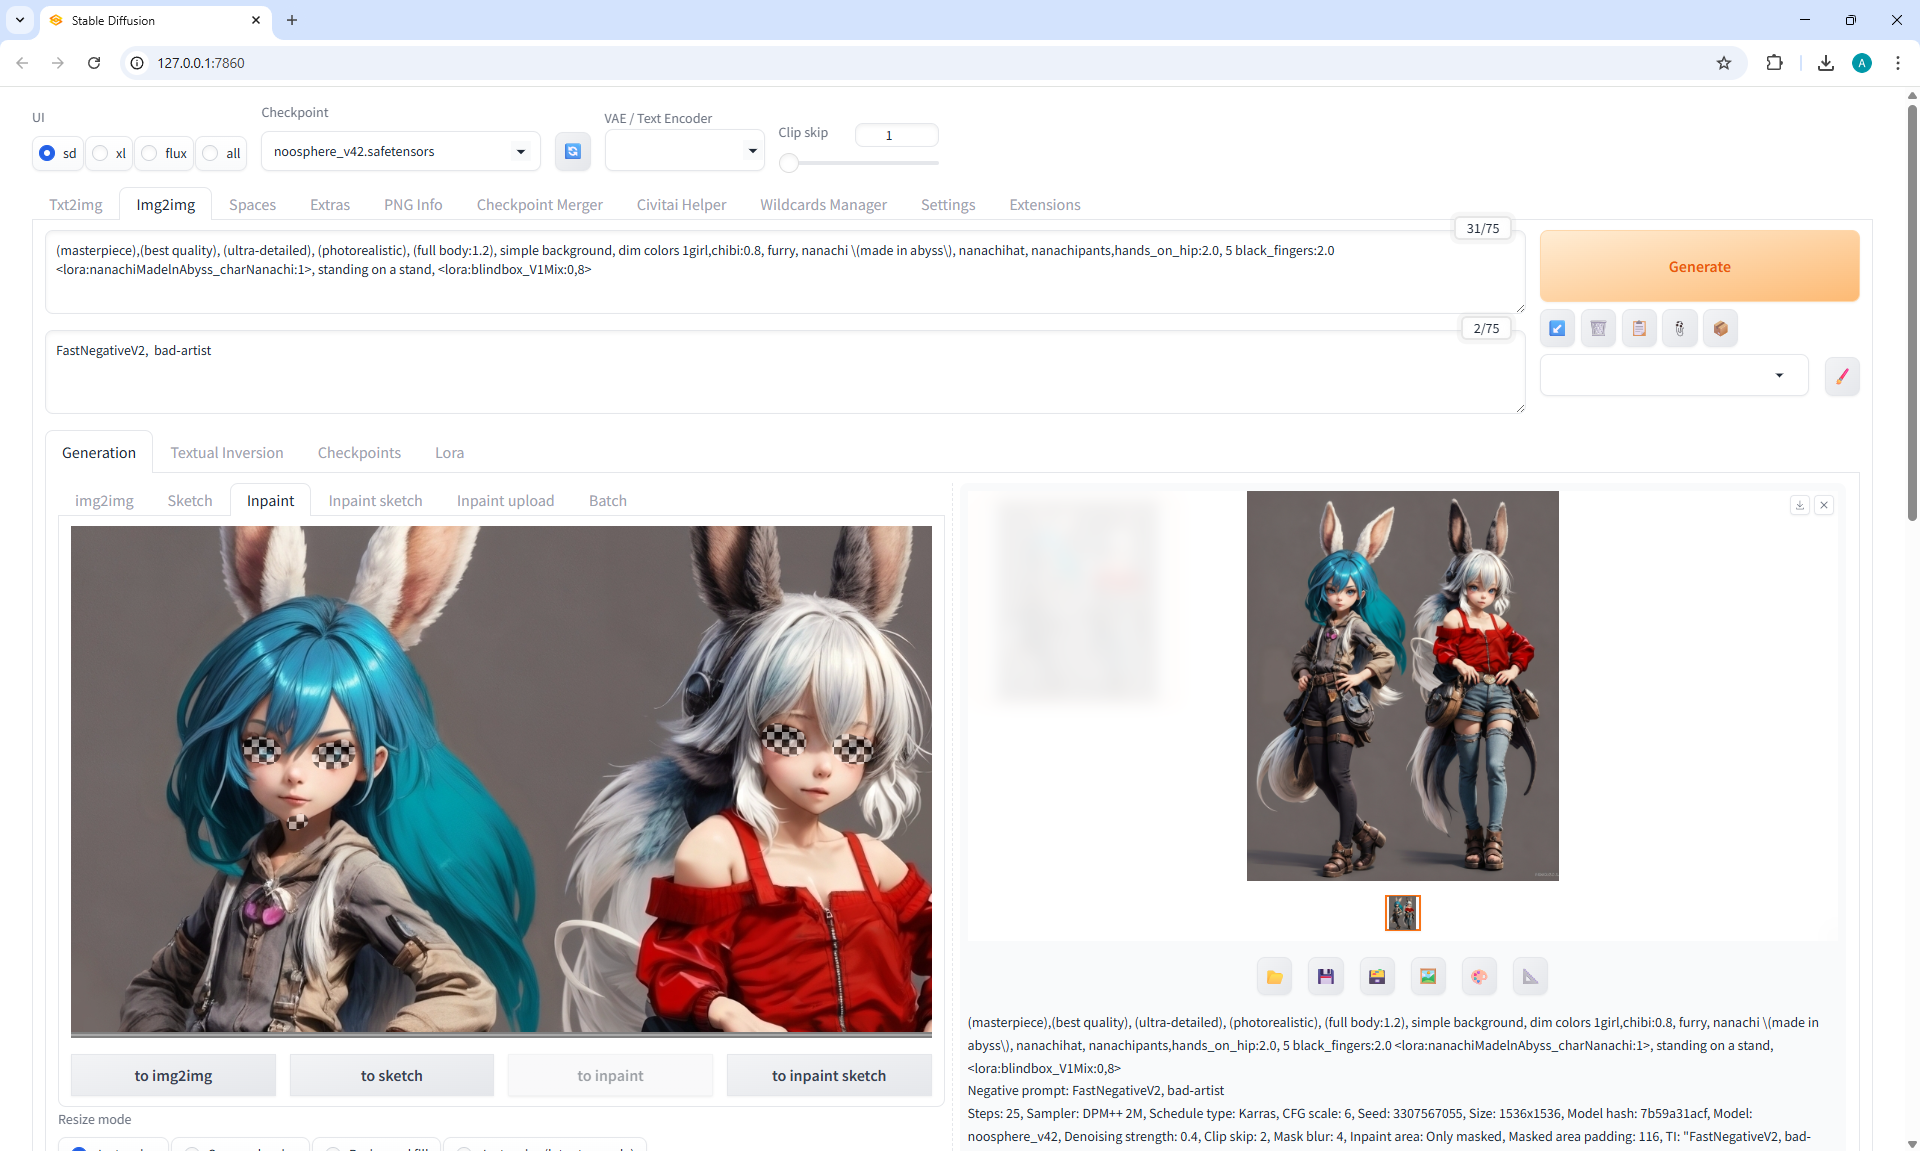 Stable Diffusion
127.0.0.1:7860
A
UI
Checkpoint
VAE / Text Encoder
Clip skip
1
sd
xl
flux
all
noosphere_v42.safetensors
Txt2img
Img2img
Spaces
Extras
PNG Info
Checkpoint Merger
Civitai Helper
Wildcards Manager
Settings
Extensions
31/75
(masterpiece),(best quality), (ultra-detailed), (photorealistic), (full body:1.2), simple background, dim colors 1girl,chibi:0.8, furry, nanachi \(made in abyss\), nanachihat, nanachipants,hands_on_hip:2.0, 5 black_fingers:2.0
<lora:nanachiMadeInAbyss_charNanachi:1>, standing on a stand, <lora:blindbox_V1Mix:0,8>
Generate
2/75
FastNegativeV2, bad-artist
Generation
Textual Inversion
Checkpoints
Lora
img2img
Sketch
Inpaint
Inpaint sketch
Inpaint upload
Batch
to img2img
to sketch
to inpaint
to inpaint sketch
Resize mode
(masterpiece),(best quality), (ultra-detailed), (photorealistic), (full body:1.2), simple background, dim colors 1girl,chibi:0.8, furry, nanachi \(made in
abyss\), nanachihat, nanachipants,hands_on_hip:2.0, 5 black_fingers:2.0 <lora:nanachiMadeInAbyss_charNanachi:1>, standing on a stand,
<lora:blindbox_V1Mix:0,8>
Negative prompt: FastNegativeV2, bad-artist
Steps: 25, Sampler: DPM++ 2M, Schedule type: Karras, CFG scale: 6, Seed: 3307567055, Size: 1536x1536, Model hash: 7b59a31acf, Model:
noosphere_v42, Denoising strength: 0.4, Clip skip: 2, Mask blur: 4, Inpaint area: Only masked, Masked area padding: 116, TI: "FastNegativeV2, bad-